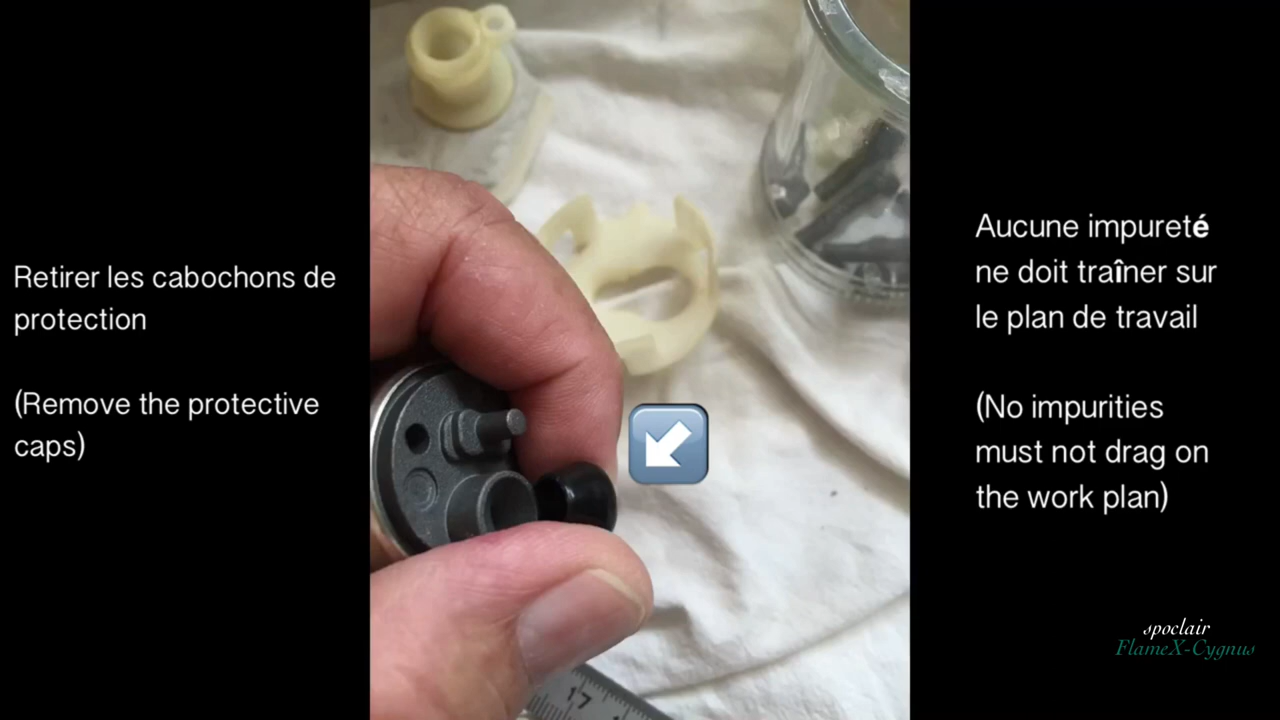 Retirer les cabochons de
protection
(Remove the protective
caps)
Aucune impureté
ne doit traîner sur
le plan de travail
(No impurities
must not drag on
the work plan)
17
spoclair
FlameX-Cygnus